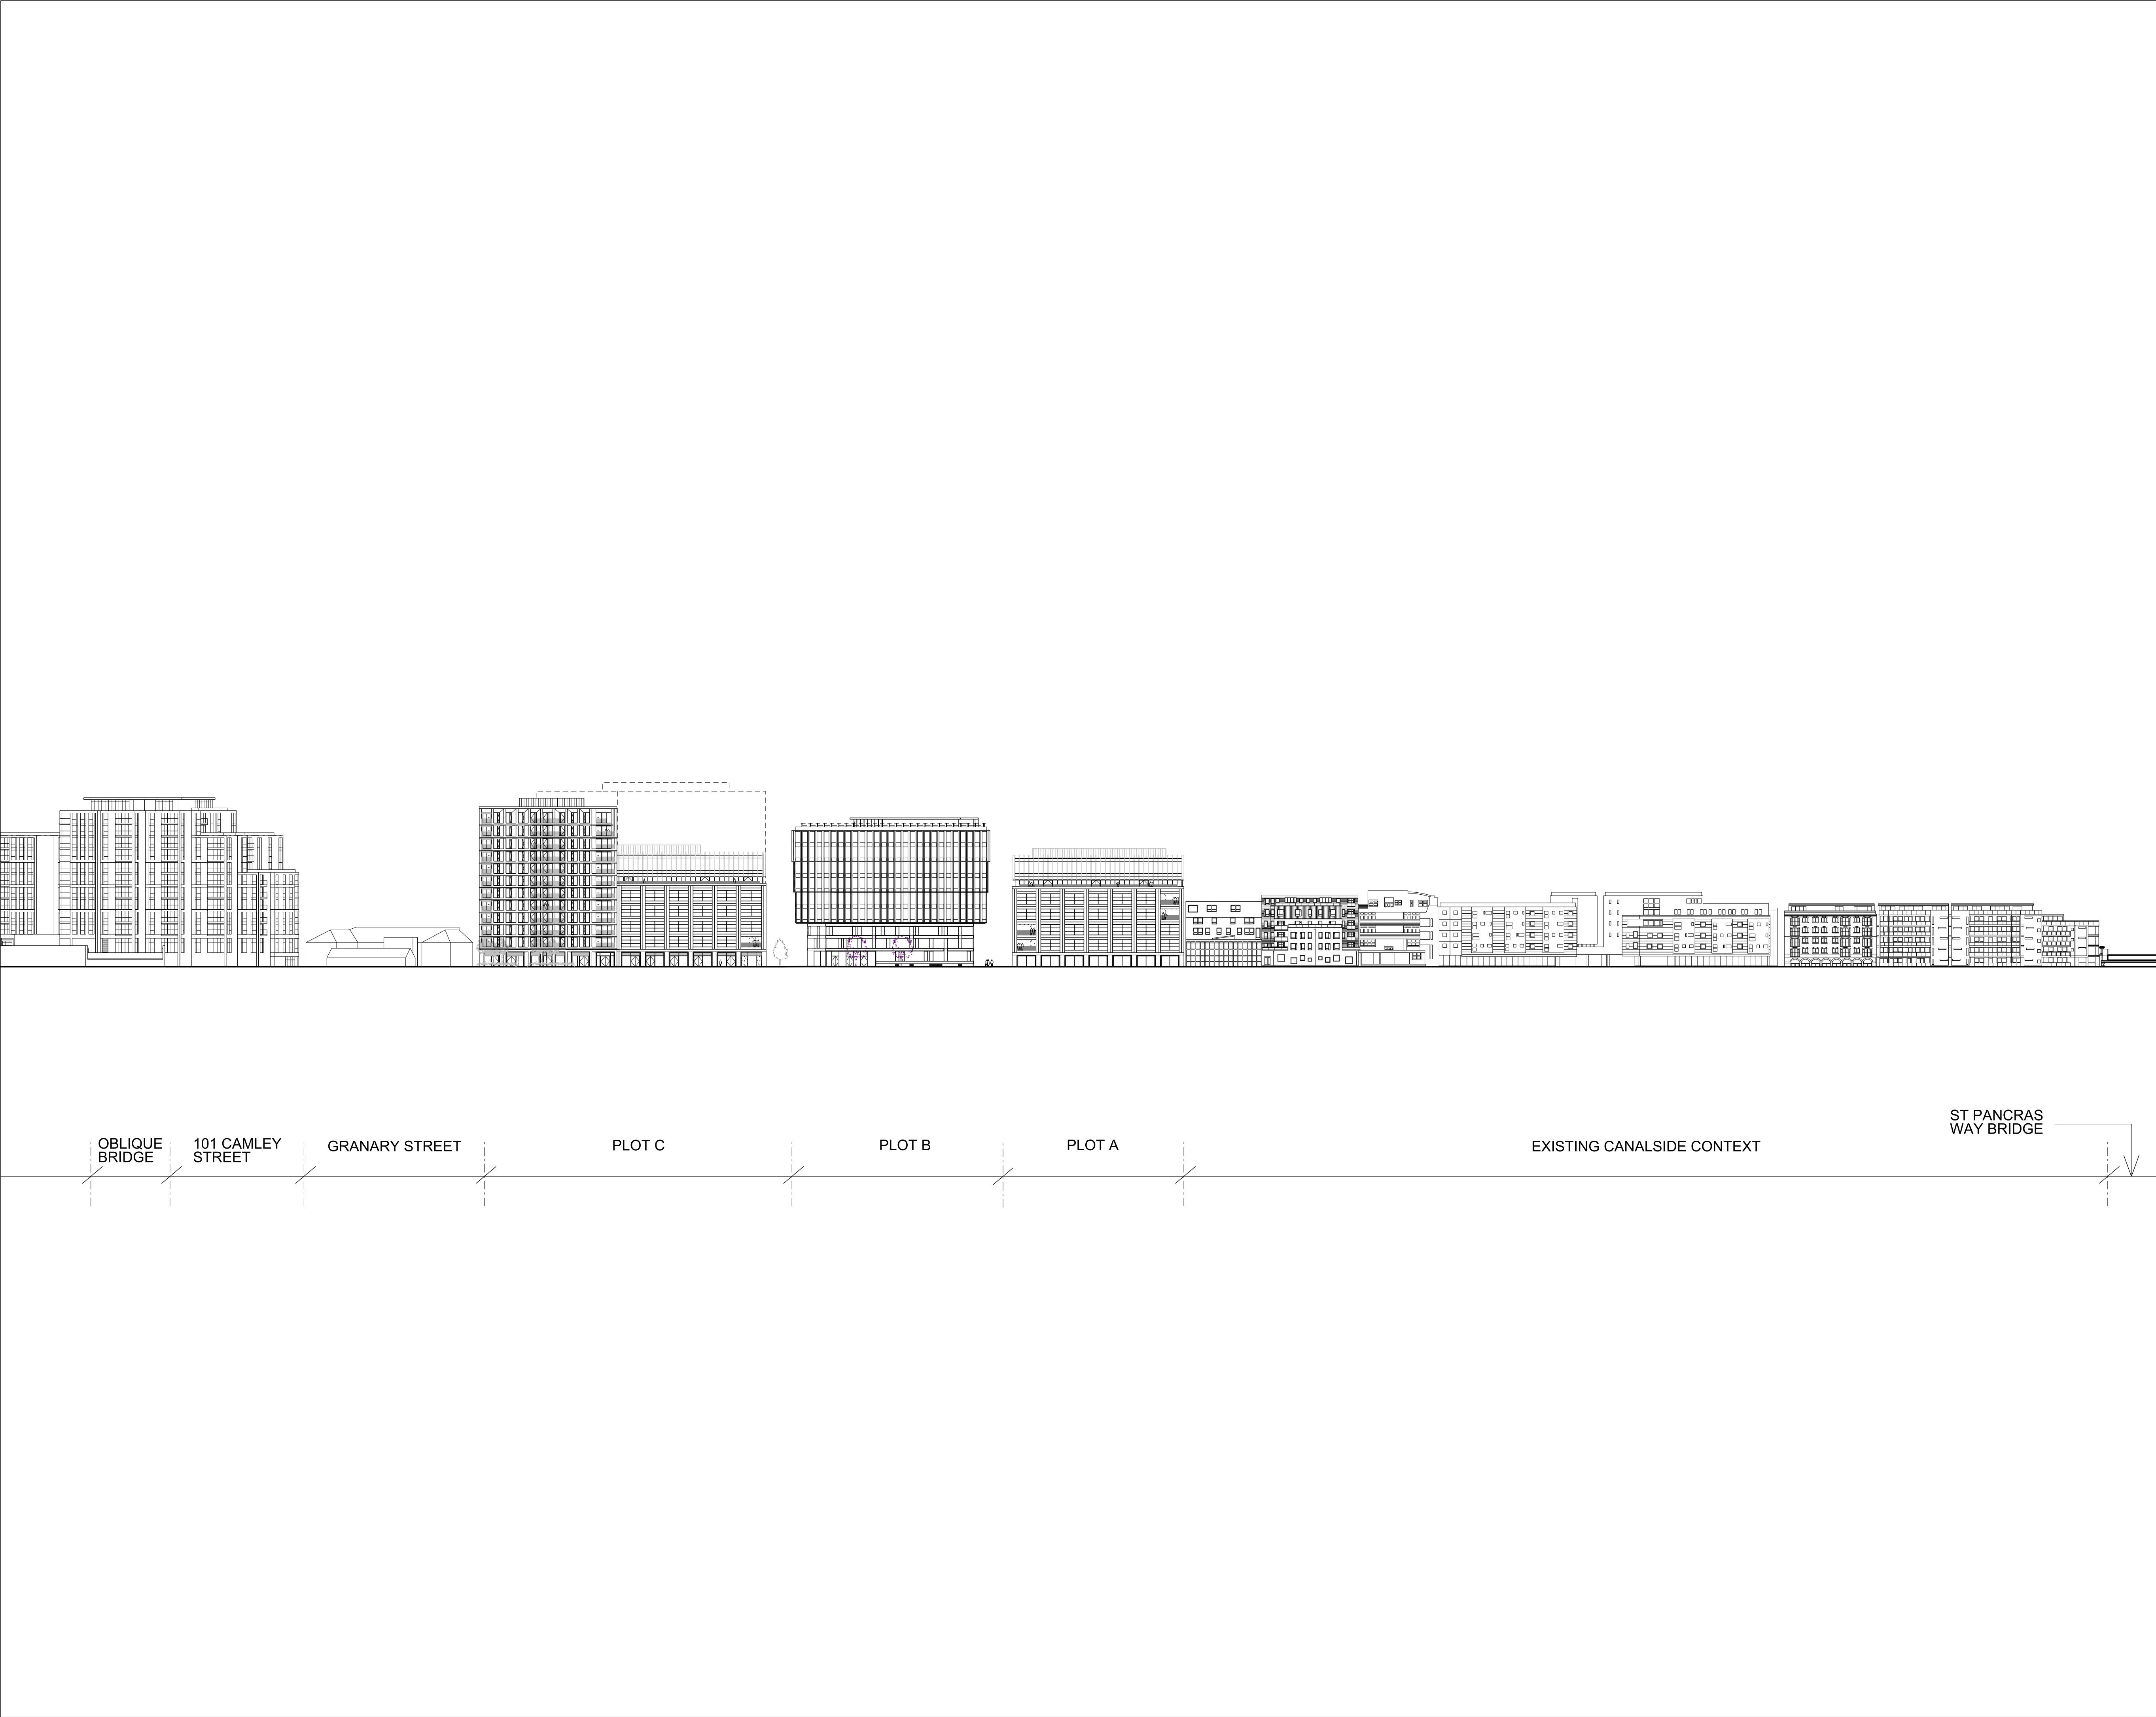 OBLIQUE
BRIDGE
101 CAMLEY
STREET
GRANARY STREET
PLOT C
PLOT B
PLOT A
EXISTING CANALSIDE CONTEXT
ST PANCRAS
WAY BRIDGE